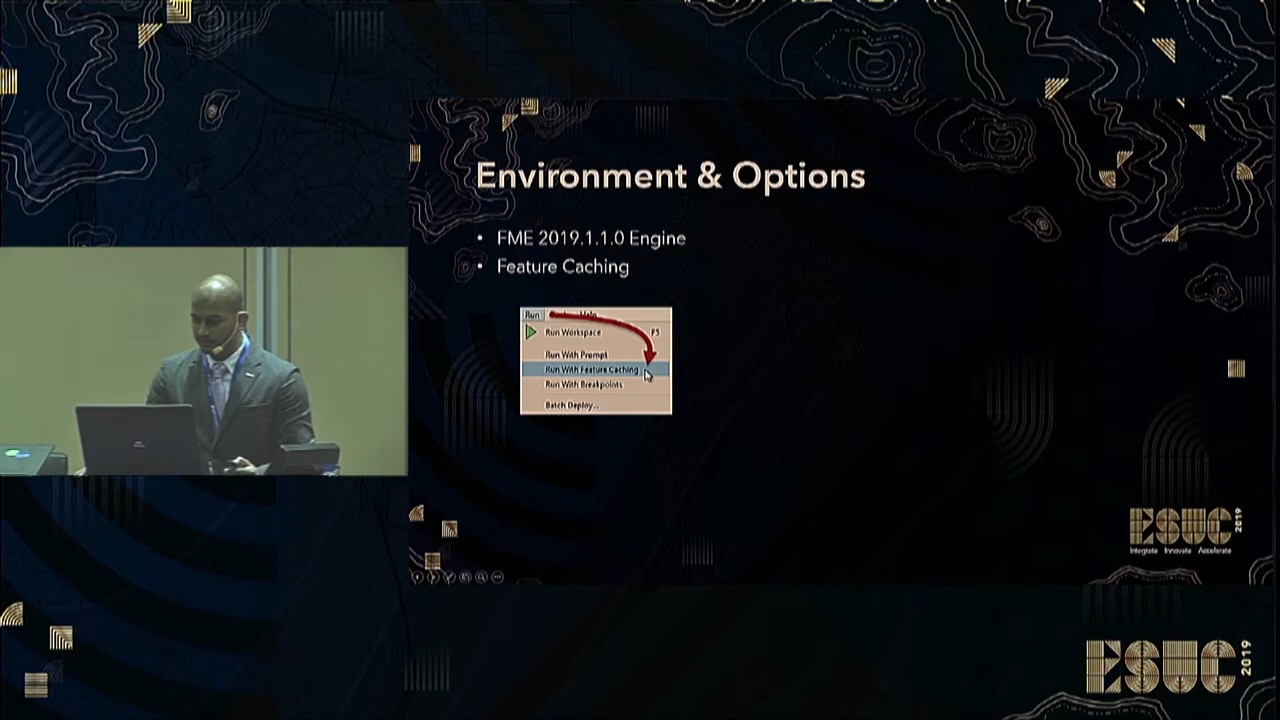 Environment & Options
• FME 2019.1.1.0 Engine
• Feature Caching
Run Help
Run Workspace F5
Run With Prompt
Run With Feature Caching
Run With Breakpoints
Batch Deploy...
ESUC 2019
Integrate Innovate Accelerate
ESUC 2019